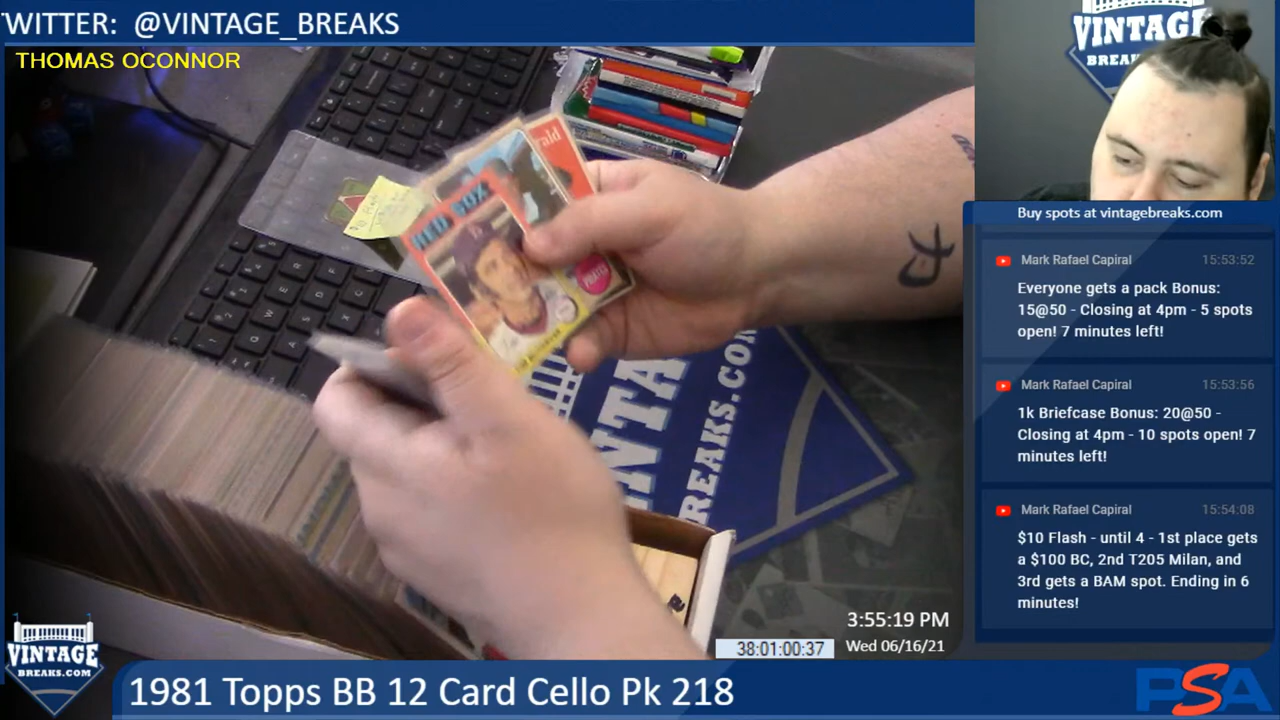 TWITTER: @VINTAGE_BREAKS
THOMAS OCONNOR
RED SOX
NTA
REAKS.CO
VINTAGE
BREAK
Buy spots at vintagebreaks.com
Mark Rafael Capiral 15:53:52
Everyone gets a pack Bonus:
15@50 - Closing at 4pm - 5 spots
open! 7 minutes left!
Mark Rafael Capiral 15:53:56
1k Briefcase Bonus: 20@50 -
Closing at 4pm - 10 spots open! 7
minutes left!
Mark Rafael Capiral 15:54:08
$10 Flash - until 4 - 1st place gets
a $100 BC, 2nd T205 Milan, and
3rd gets a BAM spot. Ending in 6
minutes!
3:55:19 PM
38:01:00:37 Wed 06/16/21
VINTAGE
BREAKS.COM
1981 Topps BB 12 Card Cello Pk 218
PSA